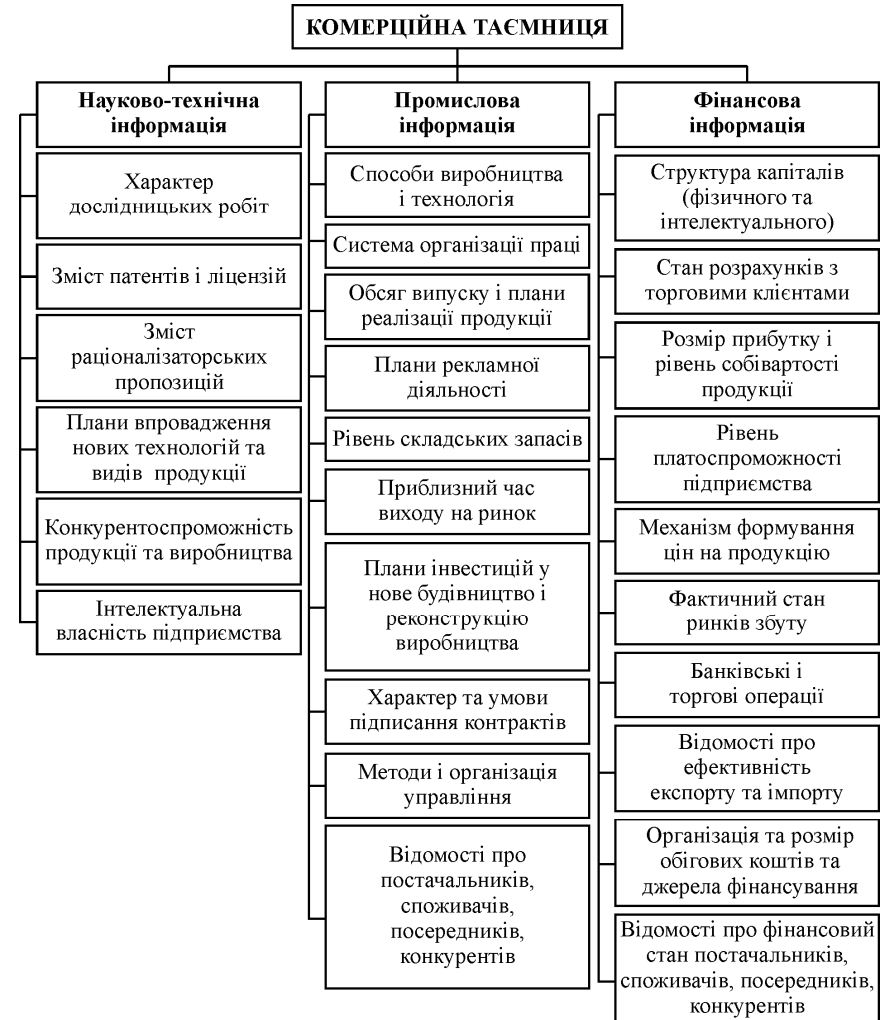 КОМЕРЦІЙНА ТАЄМНИЦЯ
Науково-технічна
інформація
Характер
дослідницьких робіт
Зміст патентів і ліцензій
Зміст
раціоналізаторських
пропозицій
Плани впровадження
нових технологій та
видів продукції
Конкурентоспроможність
продукції та виробництва
Інтелектуальна
власність підприємства
Промислова
інформація
Способи виробництва
і технологія
Система організації праці
Обсяг випуску і плани
реалізації продукції
Плани рекламної
діяльності
Рівень складських запасів
Приблизний час
виходу на ринок
Плани інвестицій у
нове будівництво і
реконструкцію
виробництва
Характер та умови
підписання контрактів
Методи і організація
управління
Відомості про
постачальників,
споживачів,
посередників,
конкурентів
Фінансова
інформація
Структура капіталів
(фізичного та
інтелектуального)
Стан розрахунків з
торговими клієнтами
Розмір прибутку і
рівень собівартості
продукції
Рівень
платоспроможності
підприємства
Механізм формування
цін на продукцію
Фактичний стан
ринків збуту
Банківські і
торгові операції
Відомості про
ефективність
експорту та імпорту
Організація та розмір
обігових коштів та
джерела фінансування
Відомості про фінансовий
стан постачальників,
споживачів, посередників,
конкурентів